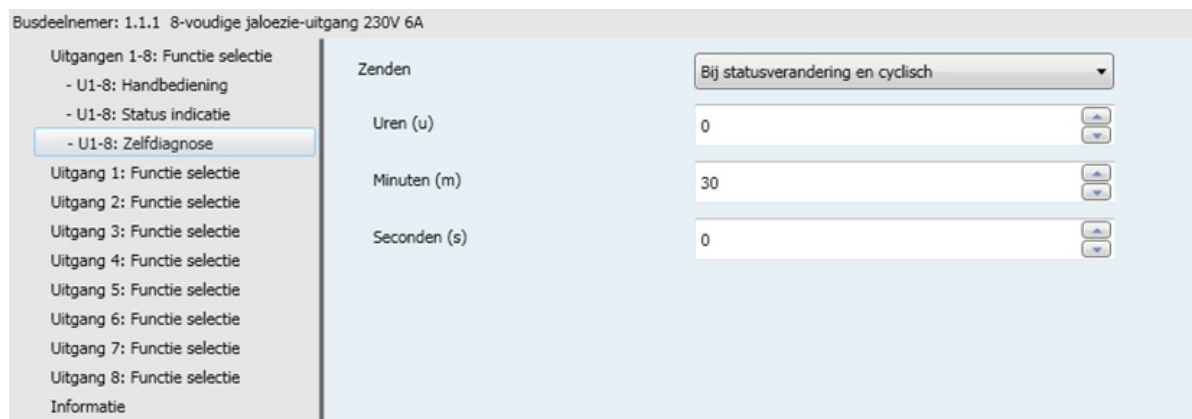 Busdeelnemer: 1.1.1 8-voudige jaloezie-uitgang 230V 6A
Uitgangen 1-8: Functie selectie
- U1-8: Handbediening
- U1-8: Status indicatie
- U1-8: Zelfdiagnose
Uitgang 1: Functie selectie
Uitgang 2: Functie selectie
Uitgang 3: Functie selectie
Uitgang 4: Functie selectie
Uitgang 5: Functie selectie
Uitgang 6: Functie selectie
Uitgang 7: Functie selectie
Uitgang 8: Functie selectie
Informatie
Zenden Bij statusverandering en cyclisch
Uren (u) 0
Minuten (m) 30
Seconden (s) 0